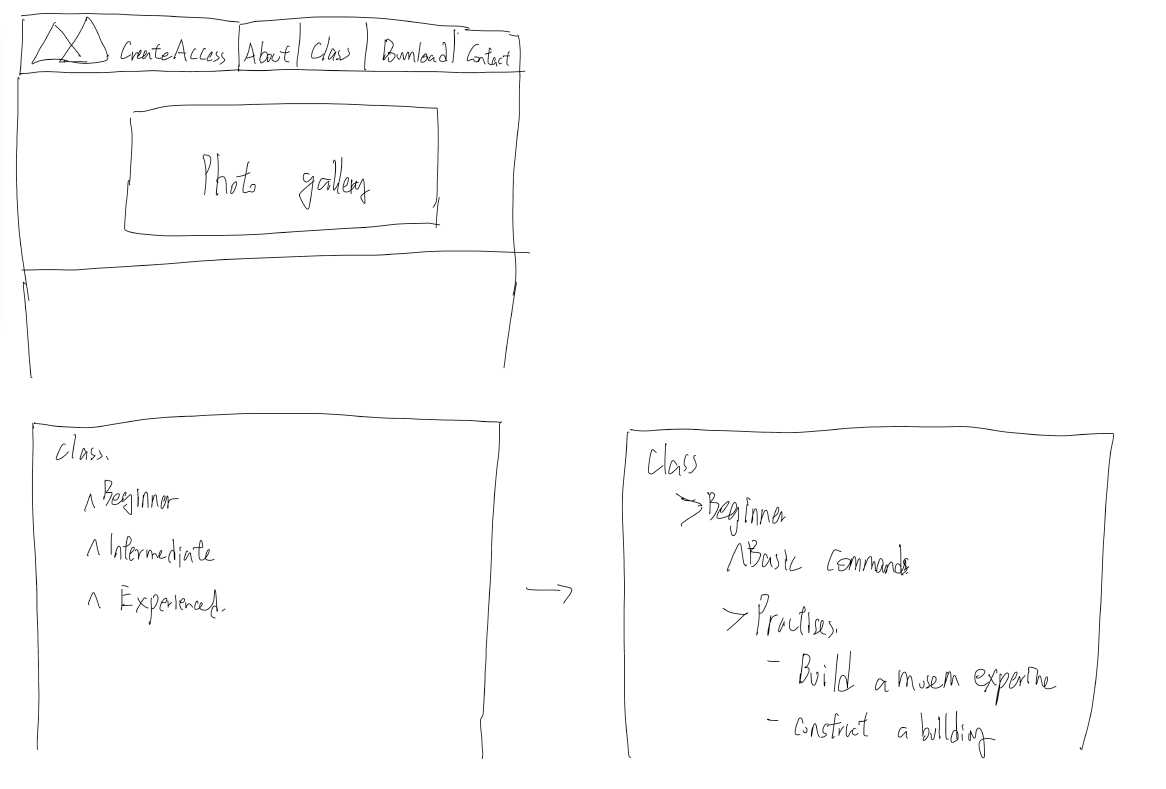 CreateAccess About Class Download Contact
Photo gallery
Class.
^ Beginner
^ Intermediate
^ Experienced.
Class
> Beginner
^ Basic Commands
> Practises.
- Build a musem
- construct a building